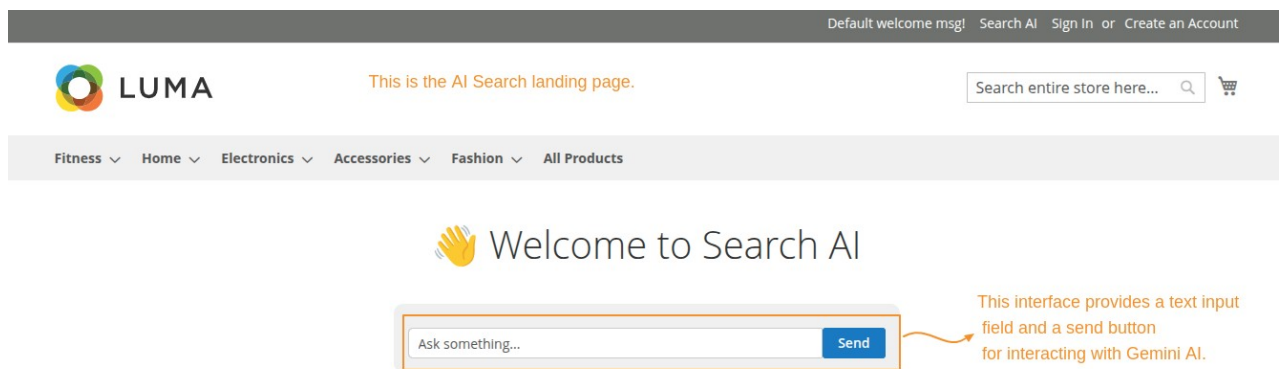 Default welcome msg! Search AI Sign In or Create an Account
LUMA
This is the AI Search landing page.
Search entire store here...
Fitness Home Electronics Accessories Fashion All Products
Welcome to Search AI
Ask something...
Send
This interface provides a text input
field and a send button
for interacting with Gemini AI.